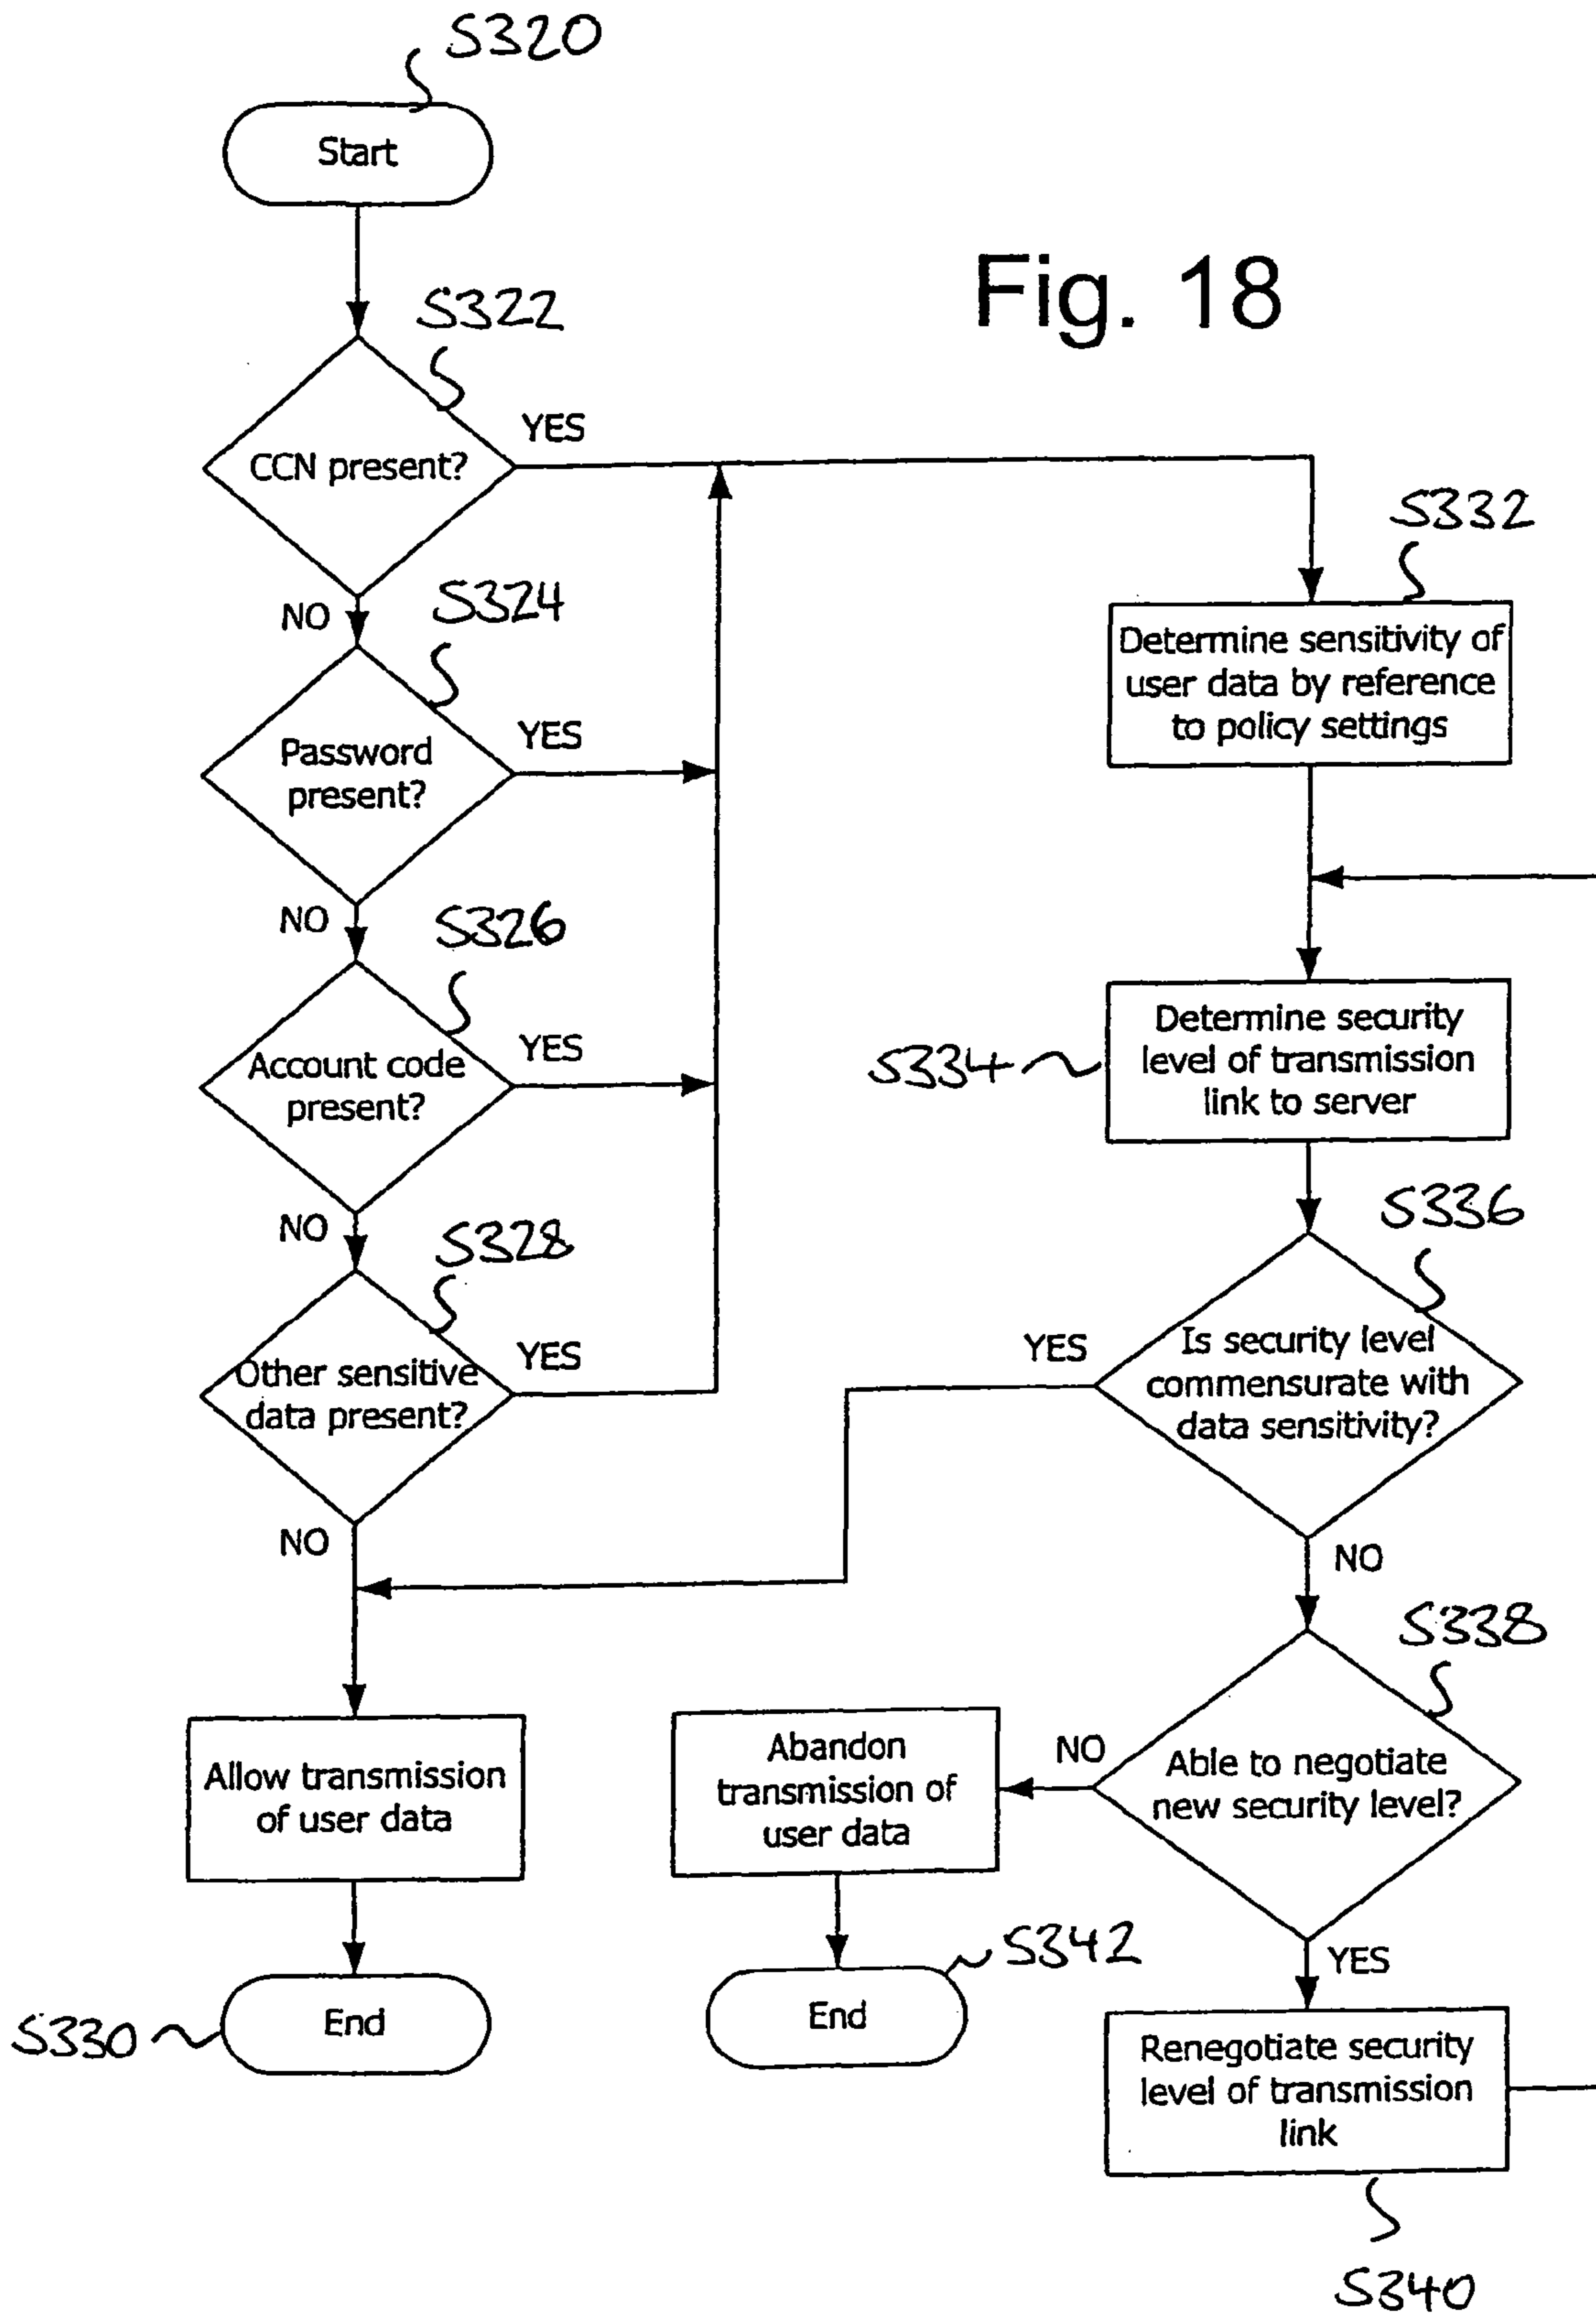 S320
Start
Fig. 18
S322
YES
CCN present?
S332
NO
S324
Determine sensitivity of
user data by reference
to policy settings
YES
Password
present?
NO
S326
Determine security
level of transmission
link to server
S334
YES
Account code
present?
S336
NO
S328
YES
Is security level
commensurate with
data sensitivity?
YES
Other sensitive
data present?
NO
NO
S338
Allow transmission
of user data
Abandon
transmission of
user data
NO
Able to negotiate
new security level?
S342
YES
End
S330
End
Renegotiate security
level of transmission
link
S340